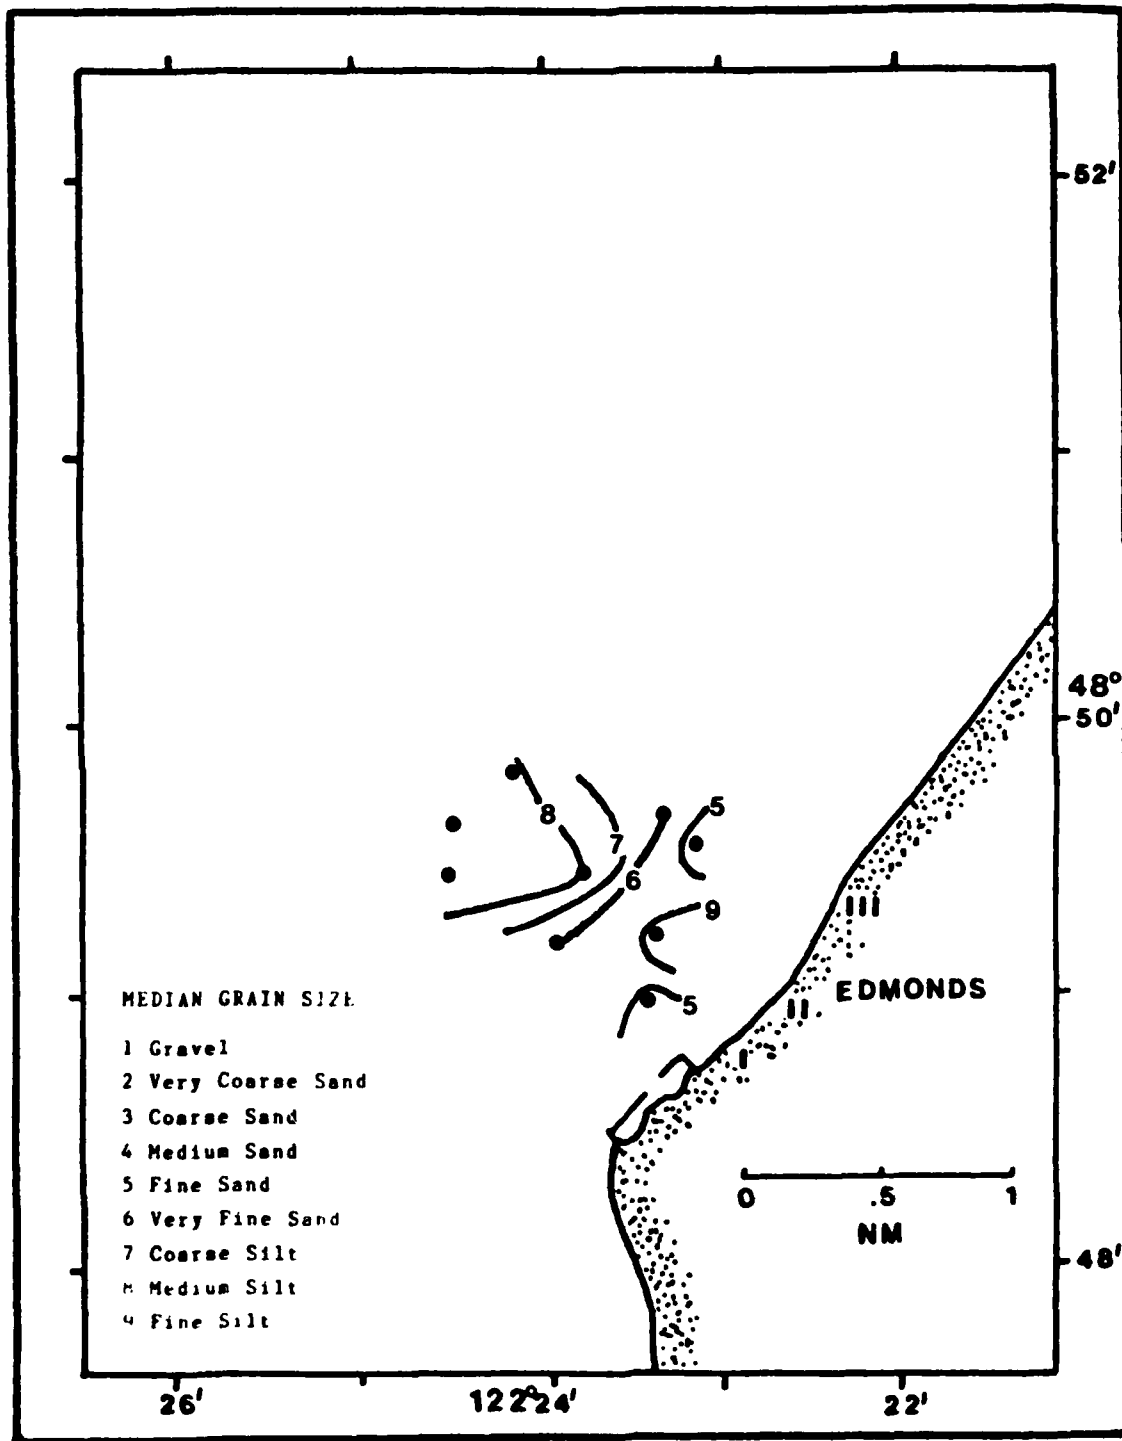 52'
48°
50'
5
8
7
6
9
III
MEDIAN GRAIN SIZE
EDMONDS
5
II
1 Gravel
I
2 Very Coarse Sand
3 Coarse Sand
4 Medium Sand
5 Fine Sand
0 .5 1
6 Very Fine Sand
NM
7 Coarse Silt
48'
8 Medium Silt
9 Fine Silt
26' 122°24' 22'